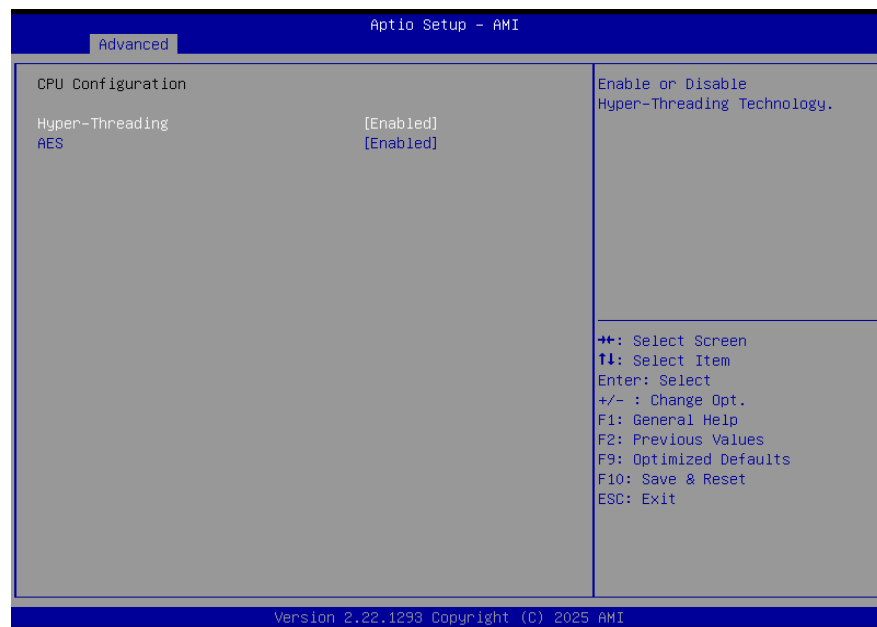 Aptio Setup – AMI
Advanced
CPU Configuration
Hyper-Threading [Enabled]
AES [Enabled]
Enable or Disable
Hyper-Threading Technology.
→←: Select Screen
↑↓: Select Item
Enter: Select
+/- : Change Opt.
F1: General Help
F2: Previous Values
F9: Optimized Defaults
F10: Save & Reset
ESC: Exit
Version 2.22.1293 Copyright (C) 2025 AMI